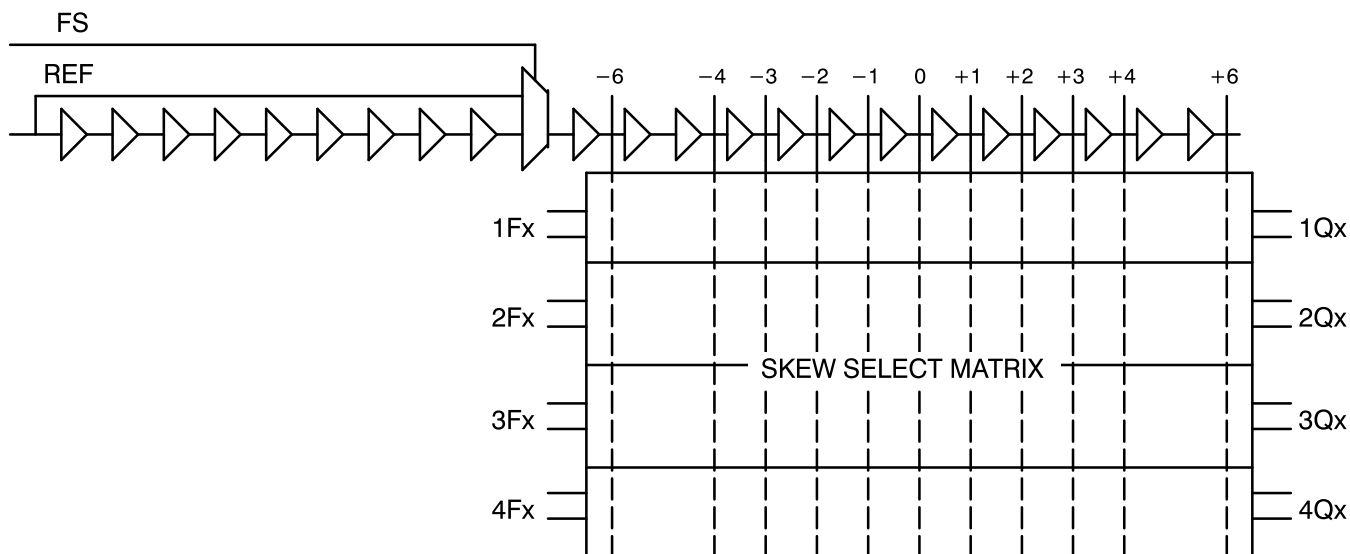 FS
REF
−6 −4 −3 −2 −1 0 +1 +2 +3 +4 +6
1Fx 1Qx
2Fx 2Qx
SKEW SELECT MATRIX
3Fx 3Qx
4Fx 4Qx